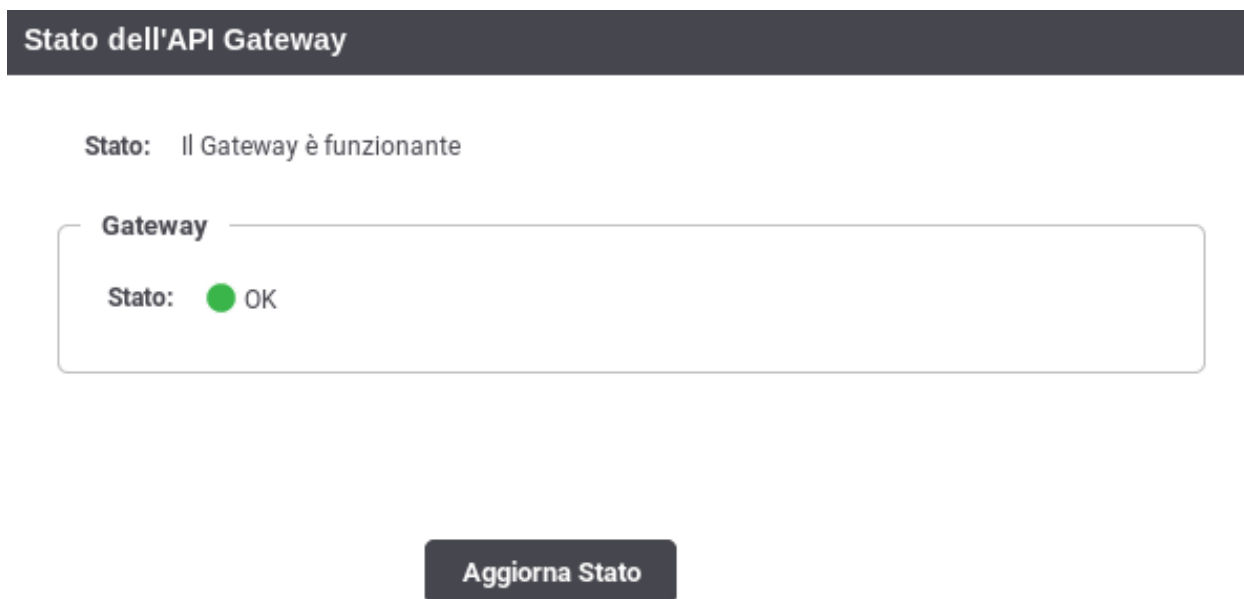 Stato dell'API Gateway
Stato: Il Gateway è funzionante
Gateway
Stato: OK
Aggiorna Stato